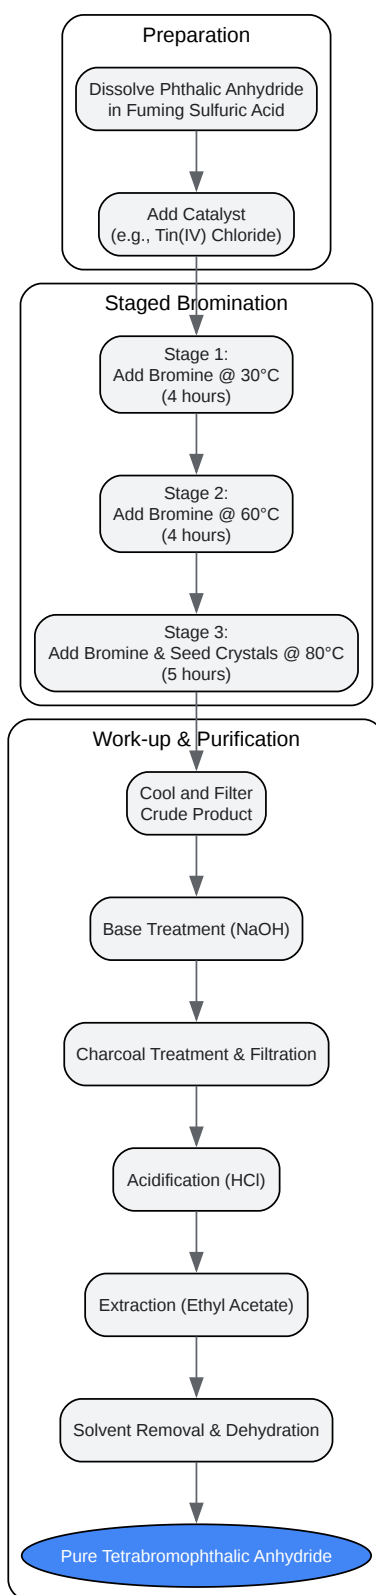 Preparation
Dissolve Phthalic Anhydride
in Fuming Sulfuric Acid
Add Catalyst
(e.g., Tin(IV) Chloride)
Staged Bromination
Stage 1:
Add Bromine @ 30°C
(4 hours)
Stage 2:
Add Bromine @ 60°C
(4 hours)
Stage 3:
Add Bromine & Seed Crystals @ 80°C
(5 hours)
Work-up & Purification
Cool and Filter
Crude Product
Base Treatment (NaOH)
Charcoal Treatment & Filtration
Acidification (HCl)
Extraction (Ethyl Acetate)
Solvent Removal & Dehydration
Pure Tetrabromophthalic Anhydride